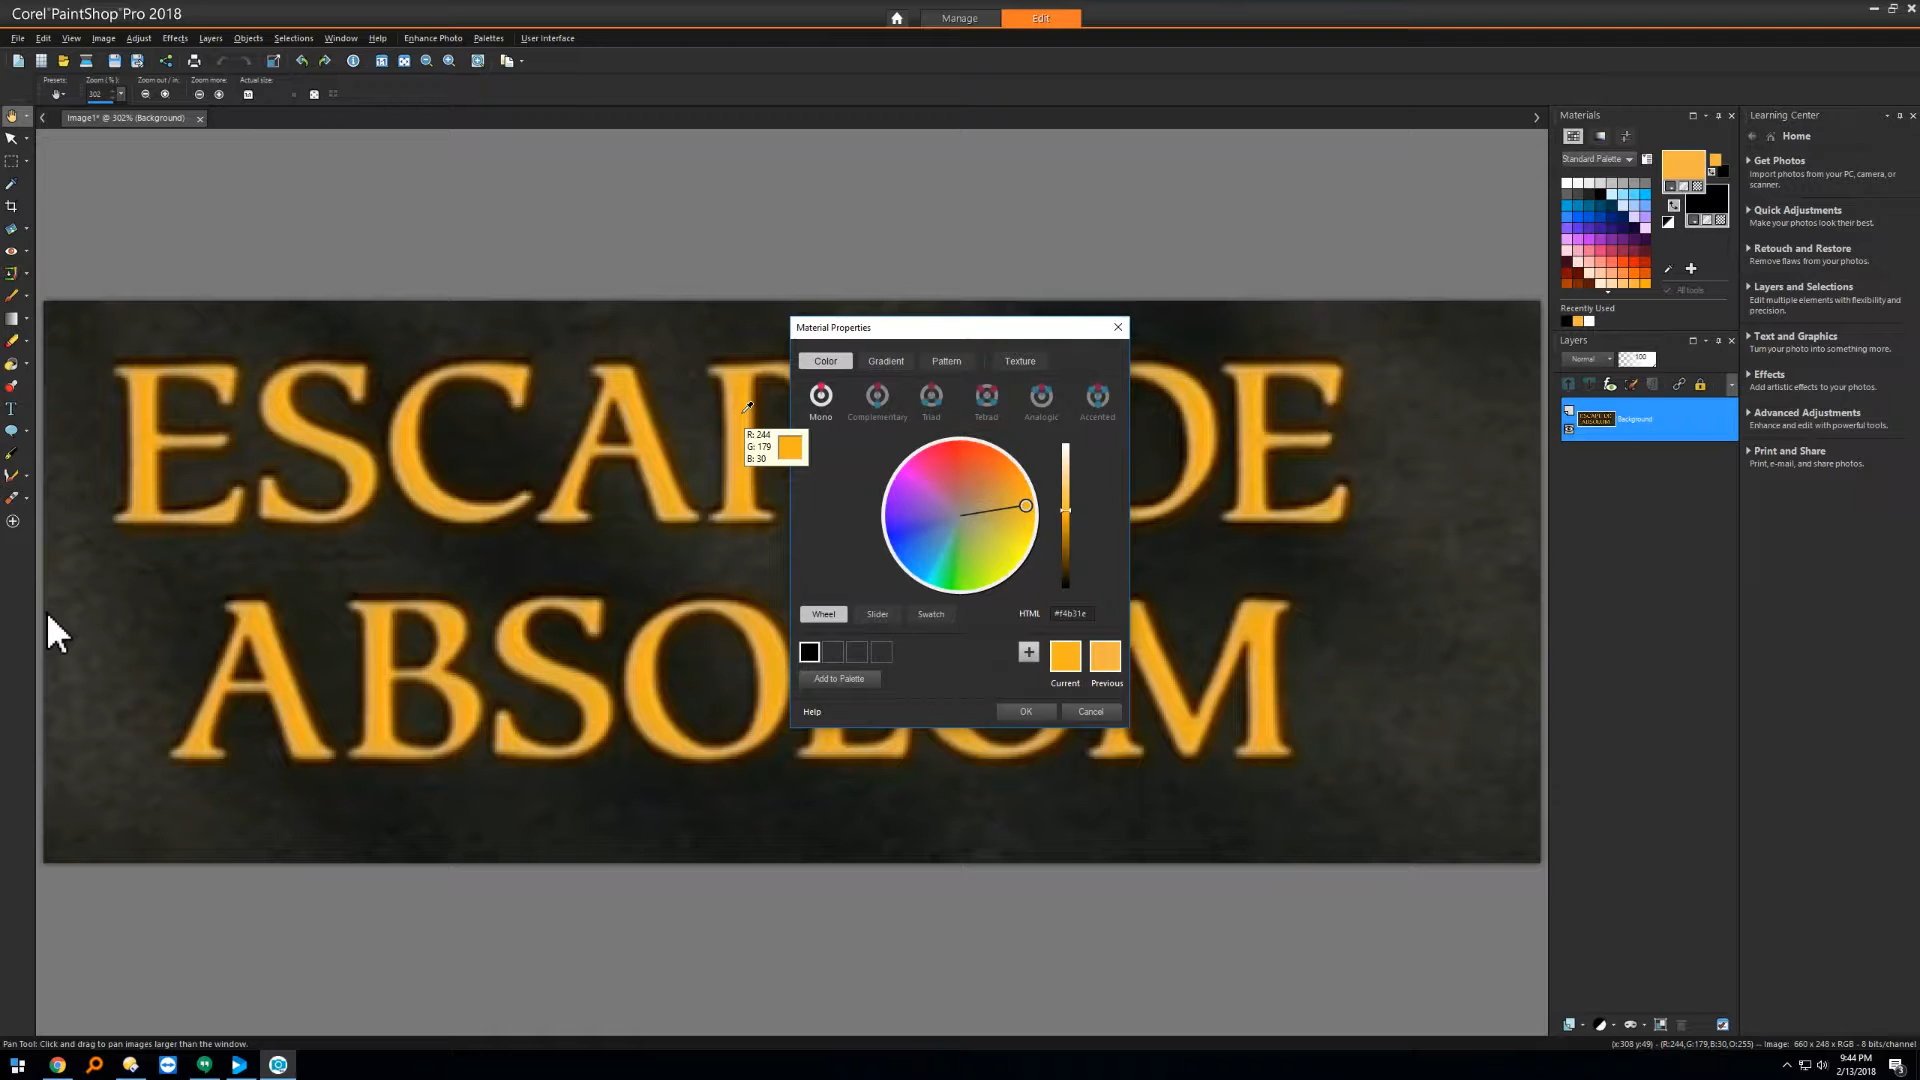 Corel PaintShop Pro 2018
Manage
Edit
File Edit View Image Adjust Effects Layers Objects Selections Window Help Enhance Photo Palettes User Interface
Presets: Zoom (%): Zoom out / in: Zoom more: Actual size:
302
Image1* @ 302% (Background)
ESCAPE DE
ABSOLOM
R: 244
G: 179
B: 30
Material Properties
Color Gradient Pattern Texture
Mono Complementary Triad Tetrad Analogic Accented
Wheel Slider Swatch HTML #f4b31e
Add to Palette
Current Previous
Help OK Cancel
Materials
Standard Palette
All tools
Recently Used
Layers
Normal 100
Background
Learning Center
Home
Get Photos
Import photos from your PC, camera, or
scanner.
Quick Adjustments
Make your photos look their best.
Retouch and Restore
Remove flaws from your photos.
Layers and Selections
Edit multiple elements with flexibility and
precision.
Text and Graphics
Turn your photo into something more.
Effects
Add artistic effects to your photos.
Advanced Adjustments
Enhance and edit with powerful tools.
Print and Share
Print, e-mail, and share photos.
Pan Tool: Click and drag to pan images larger than the window.
(x:308 y:49) - (R:244,G:179,B:30,O:255) -- Image: 660 x 248 x RGB - 8 bits/channel
9:44 PM
2/13/2018